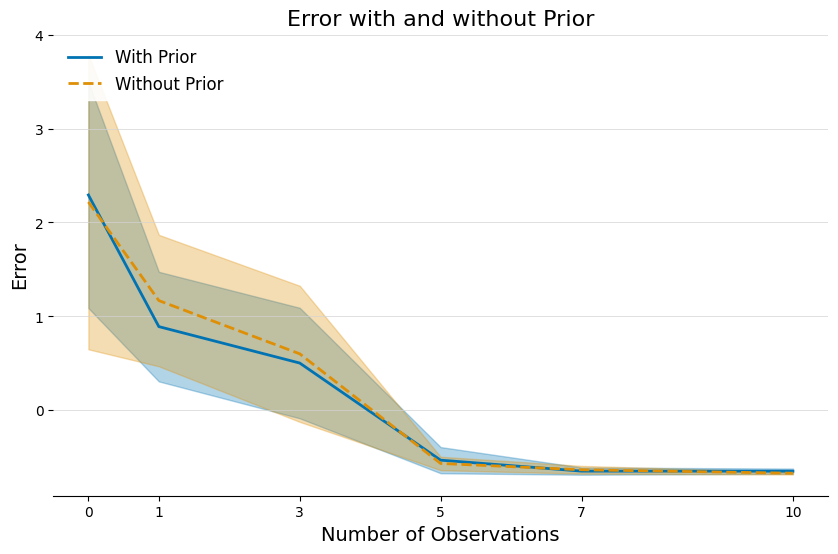 Error with and without Prior
With Prior
Without Prior
4
3
2
1
0
Error
0 1 3 5 7 10
Number of Observations